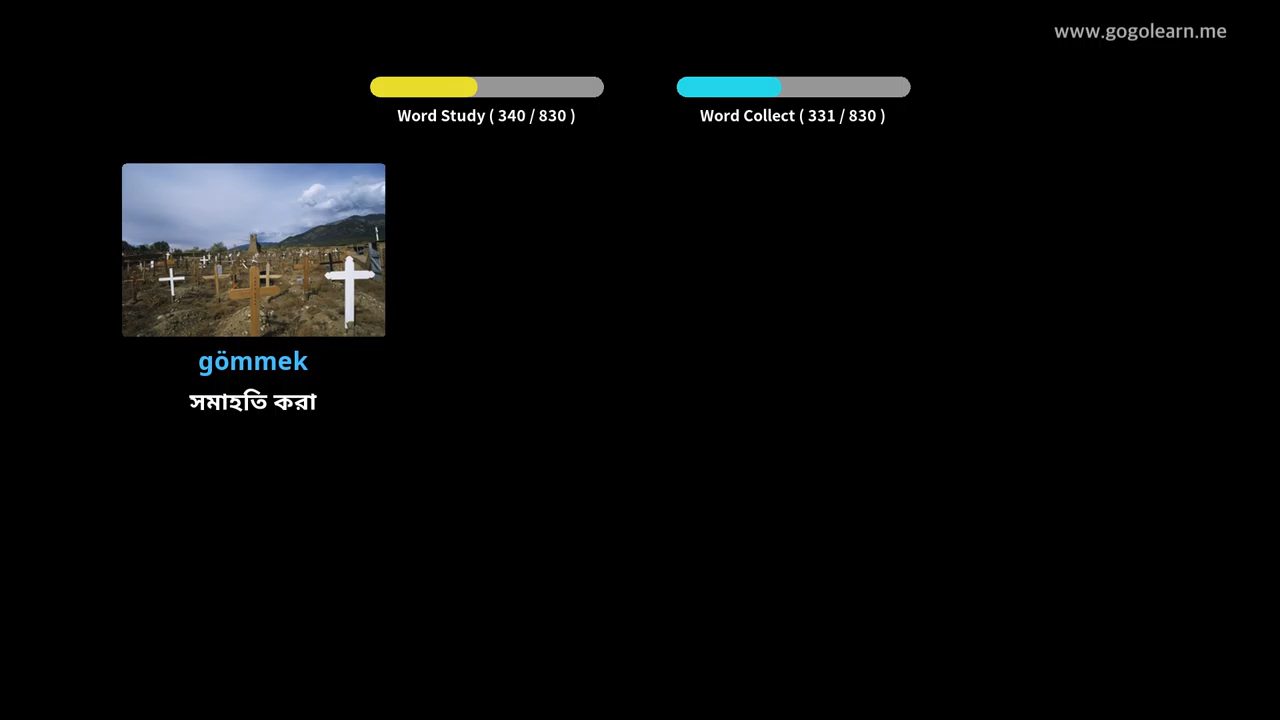 www.gogolearn.me
Word Study ( 340 / 830 )
Word Collect ( 331 / 830 )
gömmek
সমাহতি করা